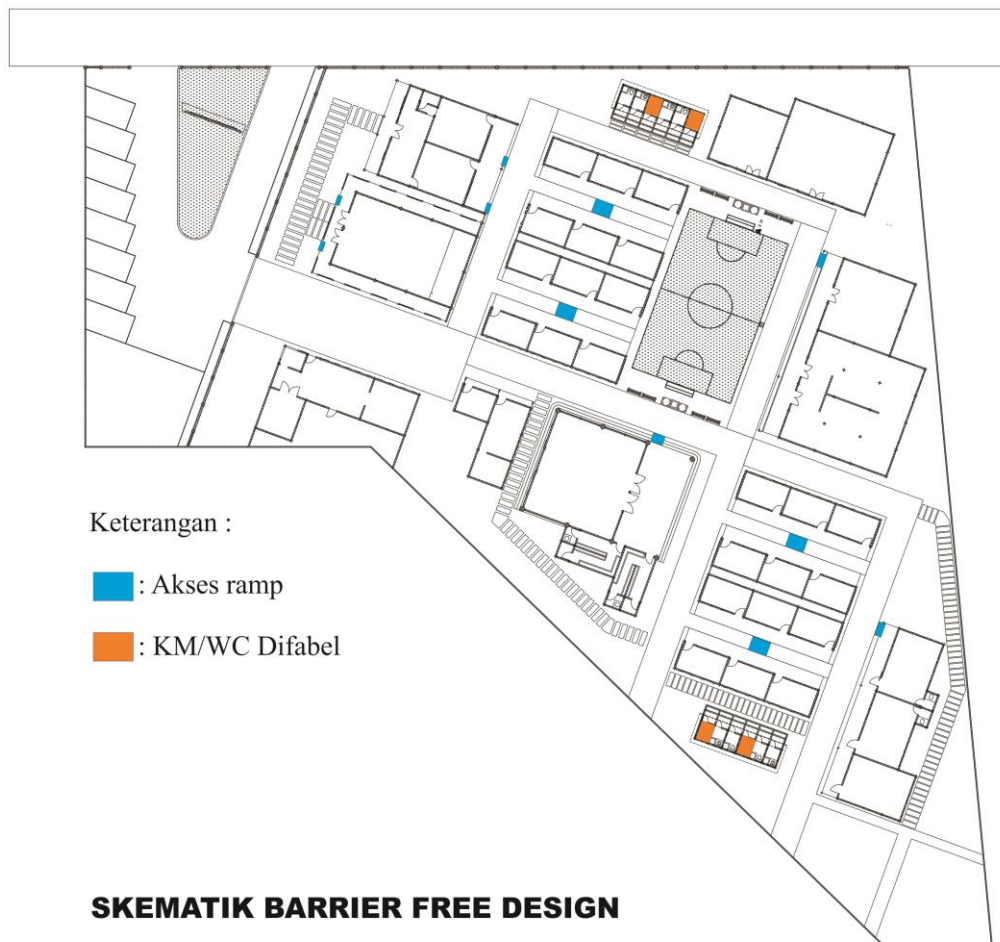 Keterangan :
: Akses ramp
: KM/WC Difabel
SKEMATIK BARRIER FREE DESIGN